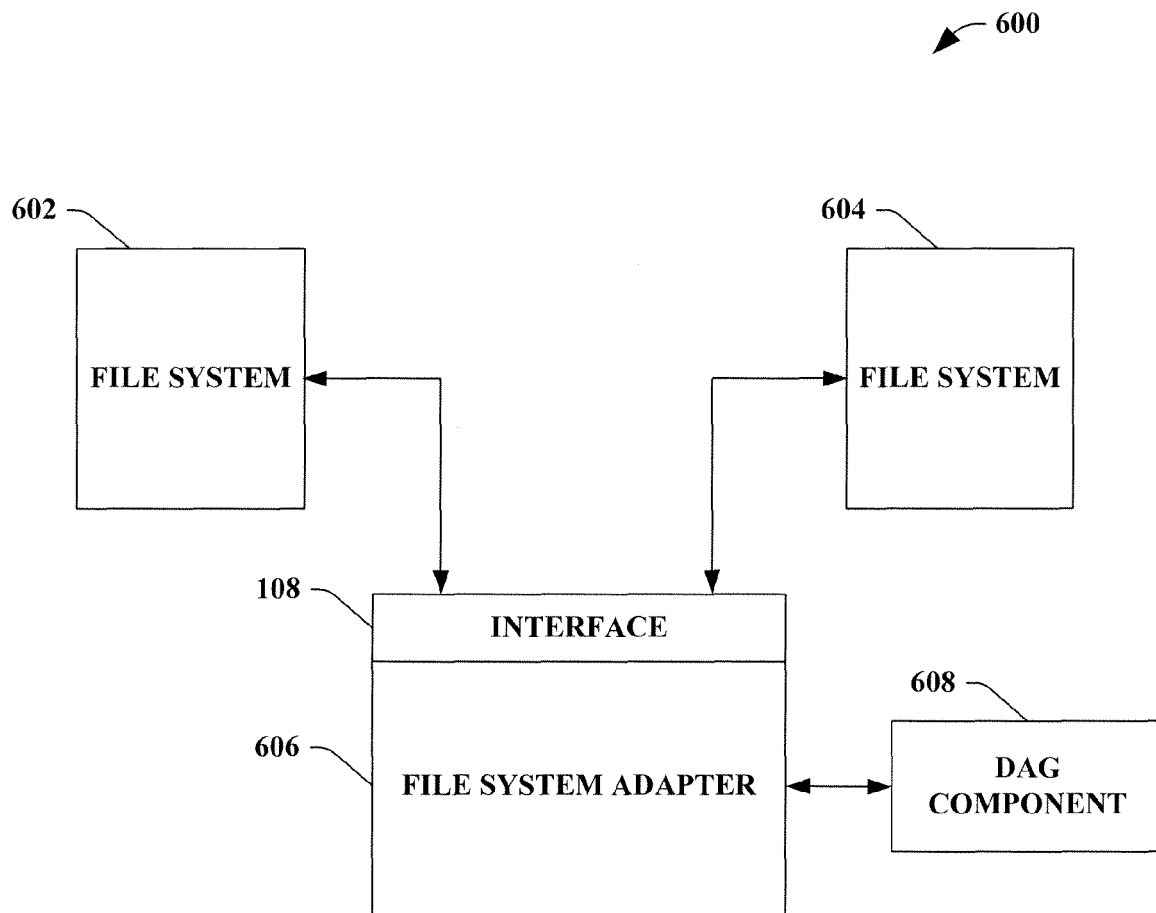 600
602
604
FILE SYSTEM
FILE SYSTEM
108
INTERFACE
608
606
FILE SYSTEM ADAPTER
DAG
COMPONENT